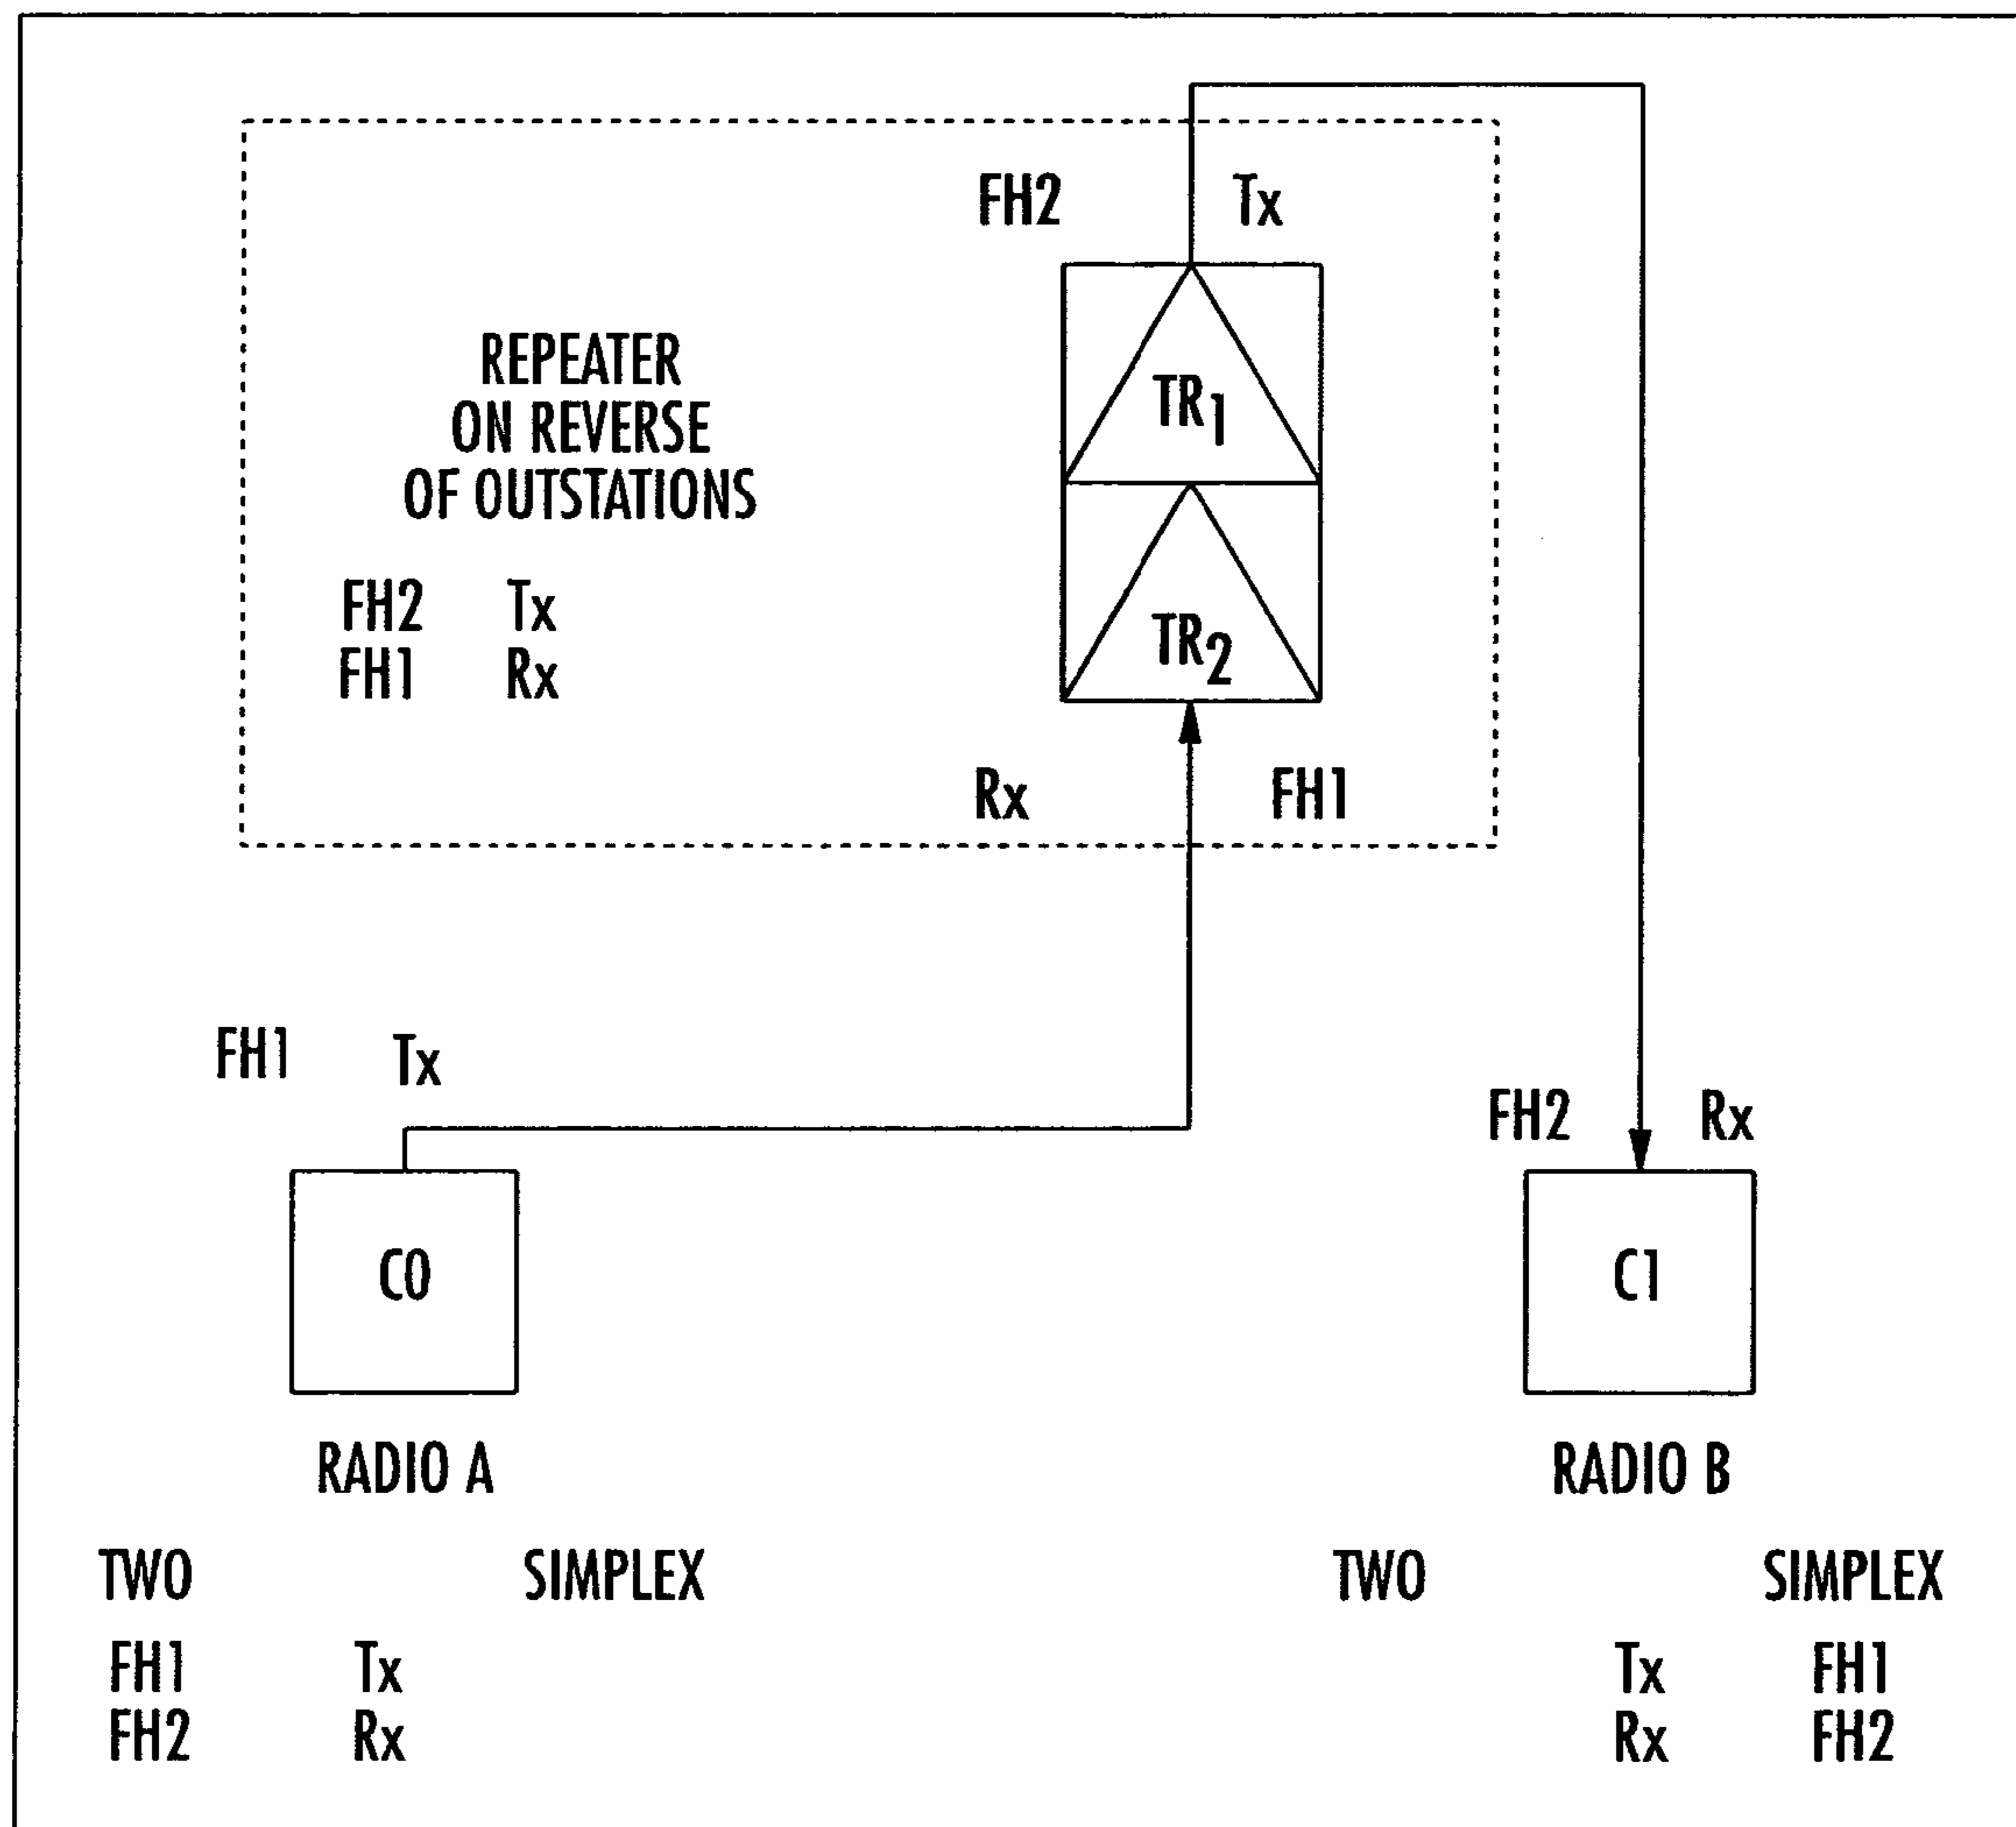 FH2 Tx
REPEATER
ON REVERSE
OF OUTSTATIONS
TR1
FH2 Tx
FH1 Rx
TR2
Rx FH1
FH1 Tx
FH2 Rx
C0
C1
RADIO A
RADIO B
TWO SIMPLEX
TWO SIMPLEX
FH1 Tx
Tx FH1
FH2 Rx
Rx FH2